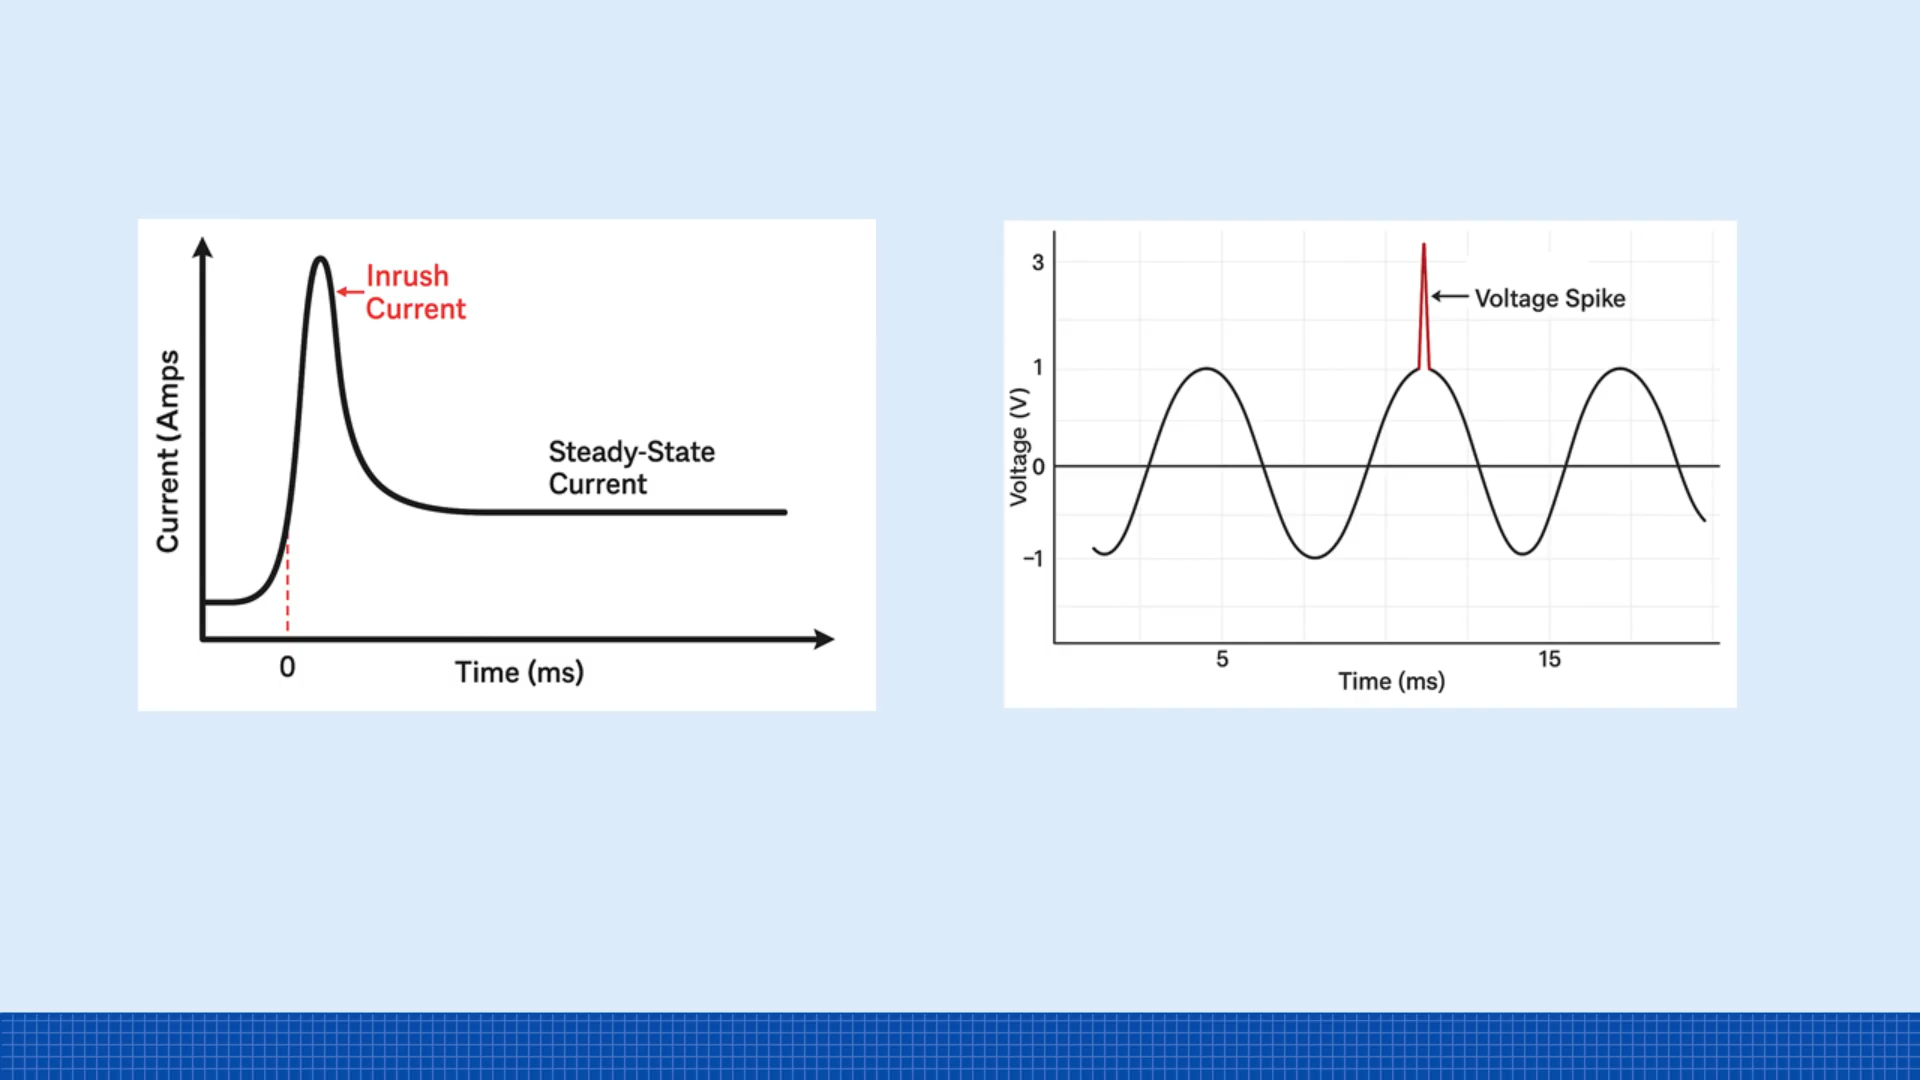 Inrush
Current
Steady-State
Current
Current (Amps
0
Time (ms)
3
Voltage Spike
1
Voltage (V)
0
−1
5
15
Time (ms)